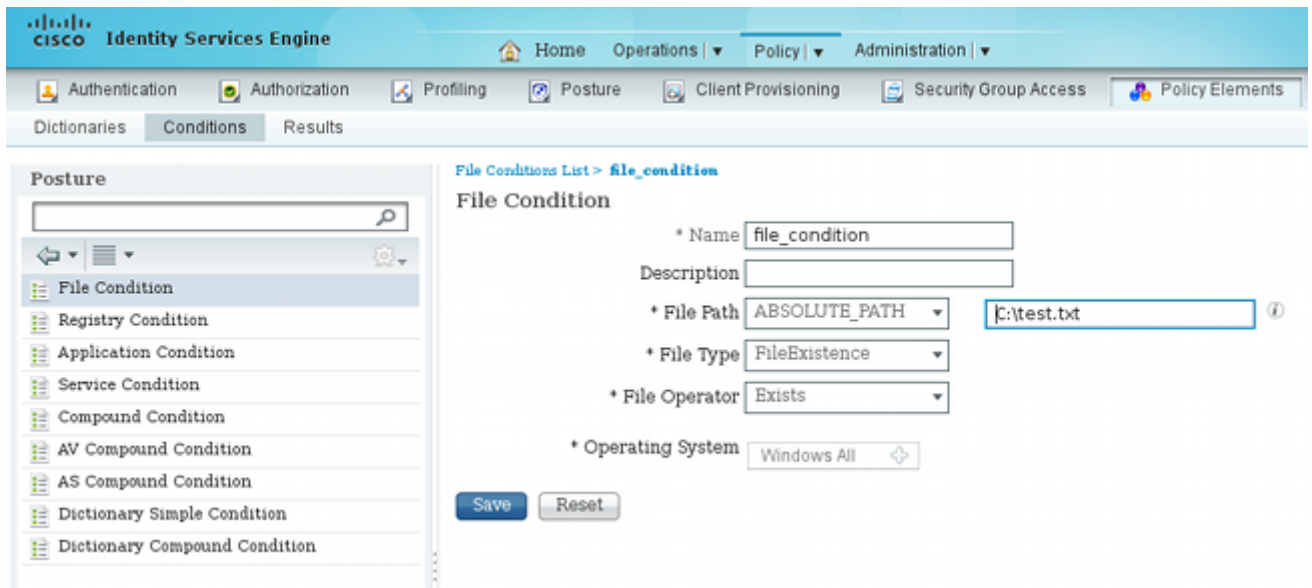 CISCO Identity Services Engine
Home Operations | Policy | Administration |
Authentication Authorization Profiling Posture Client Provisioning Security Group Access Policy Elements
Dictionaries Conditions Results
Posture
File Condition
Registry Condition
Application Condition
Service Condition
Compound Condition
AV Compound Condition
AS Compound Condition
Dictionary Simple Condition
Dictionary Compound Condition
File Conditions List > file_condition
File Condition
* Name file_condition
Description
* File Path ABSOLUTE_PATH C:\test.txt
* File Type FileExistence
* File Operator Exists
* Operating System Windows All
Save Reset